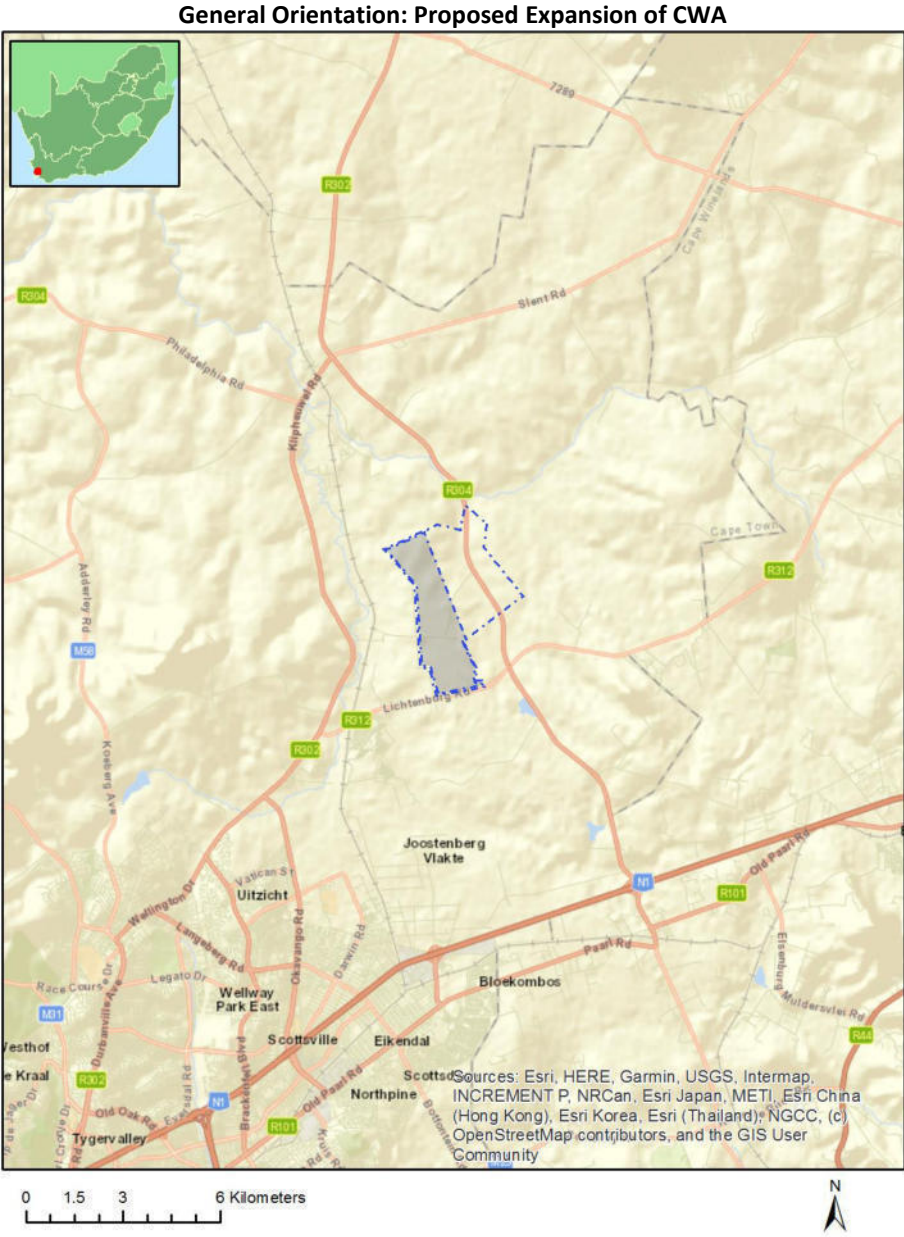 General Orientation: Proposed Expansion of CWA
7289
R302
Cape Winelands
R304
Slent Rd
Philadelphia Rd
Klipheuwel Rd
R304
Cape Town
R312
Adderley Rd
M58
Lichtenburg Rd
R312
R302
Koeberg Ave
Joostenberg
Vlakte
Old Paarl Rd
Vatican St
N1
Uitzicht
R101
Wellington Dr
Langeberg Rd
Okavango Rd
Darwin Rd
Paarl Rd
Elsenburg Rd
Race Course Dr
Legato Dr
Bloekombos
Wellway
Park East
Muldersvlei Rd
M31
Durbanville Ave
Scottsville
Eikendal
R44
Westhof
e Kraal
R302
Brackenfell Blvd
Old Paarl Rd
Scottsd
Northpine
Old Oak Rd
N1
R101
Tygervalley
Sources: Esri, HERE, Garmin, USGS, Intermap,
INCREMENT P, NRCan, Esri Japan, METI, Esri China
(Hong Kong), Esri Korea, Esri (Thailand), NGCC, (c)
OpenStreetMap contributors, and the GIS User
Community
0 1.5 3 6 Kilometers
N